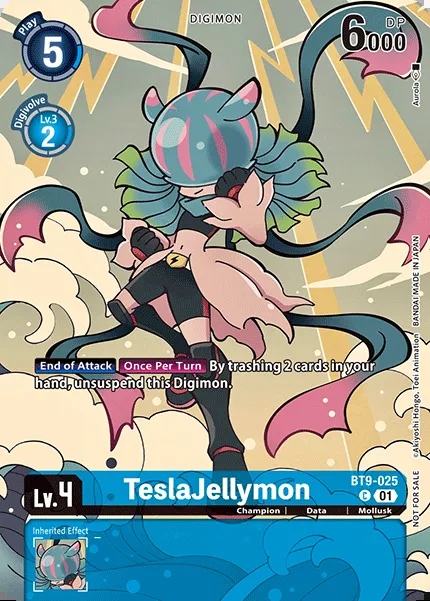 DIGIMON
Play
5
DP
6000
Digivolve
Lv.3
2
Aurola
End of Attack Once Per Turn By trashing 2 cards in your
hand, unsuspend this Digimon.
©Akiyoshi Hongo, Toei Animation BANDAI MADE IN JAPAN
NOT FOR SALE
Lv.4
TeslaJellymon
BT9-025
C 01
Champion | Data | Mollusk
Inherited Effect